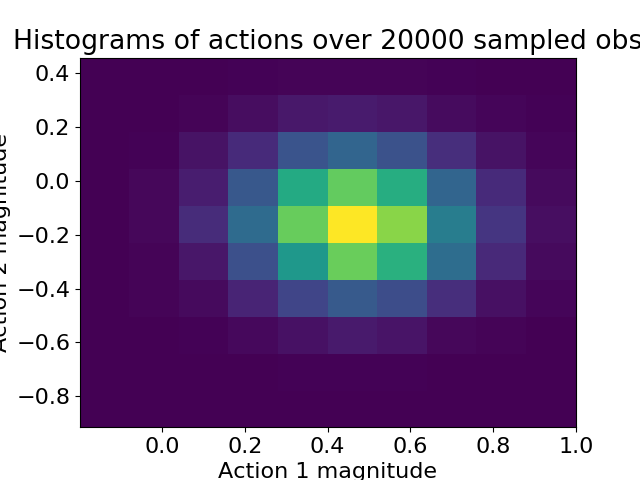 Histograms of actions over 20000 sampled obs
0.4
0.2
0.0
−0.2
−0.4
−0.6
−0.8
Action 2 magnitude
0.0 0.2 0.4 0.6 0.8 1.0
Action 1 magnitude